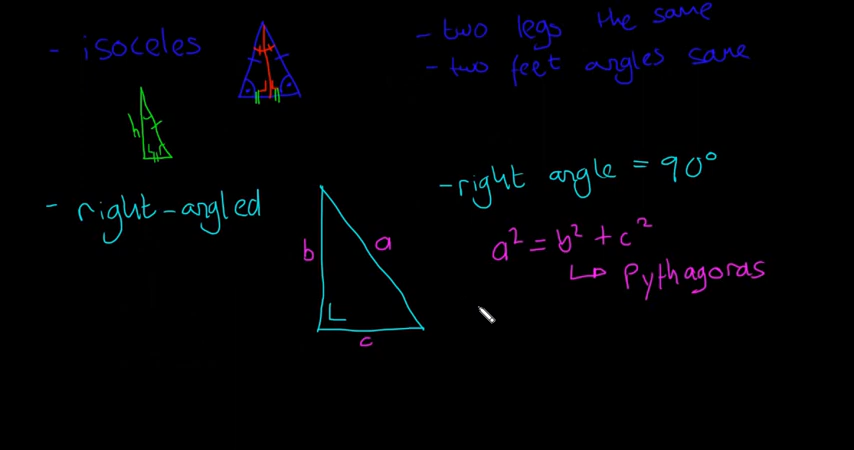 - isoceles
- two legs the same
- two feet angles same
h
- right-angled
b
a
c
- right angle = 90°
a² = b² + c²
↳ Pythagoras